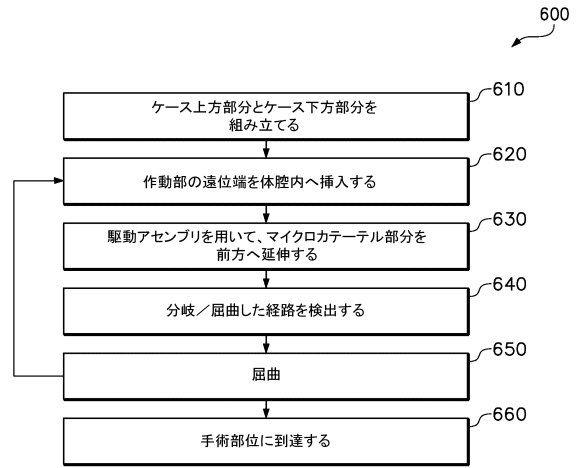 600
610
ケース上方部分とケース下方部分を
組み立てる
620
作動部の遠位端を体腔内へ挿入する
630
駆動アセンブリを用いて、マイクロカテーテル部分を
前方へ延伸する
640
分岐／屈曲した経路を検出する
650
屈曲
660
手術部位に到達する